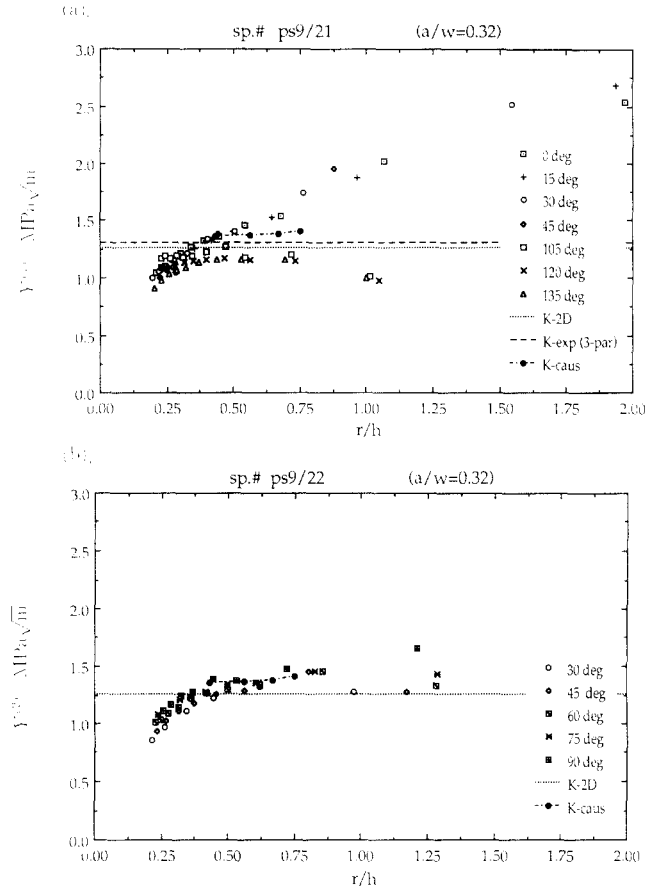 (a).
sp.# ps9/21 (a/w=0.32)
3.0
2.5
2.0
1.5
1.0
0.5
0.0
MPa√m
0 deg
15 deg
30 deg
45 deg
105 deg
120 deg
135 deg
K-2D
K-exp (3-par)
K-caus
0.00 0.25 0.50 0.75 1.00 1.25 1.50 1.75 2.00
r/h
(b).
sp.# ps9/22 (a/w=0.32)
3.0
2.5
2.0
1.5
1.0
0.5
0.0
MPa√m
30 deg
45 deg
60 deg
75 deg
90 deg
K-2D
K-caus
0.00 0.25 0.50 0.75 1.00 1.25 1.50 1.75 2.00
r/h